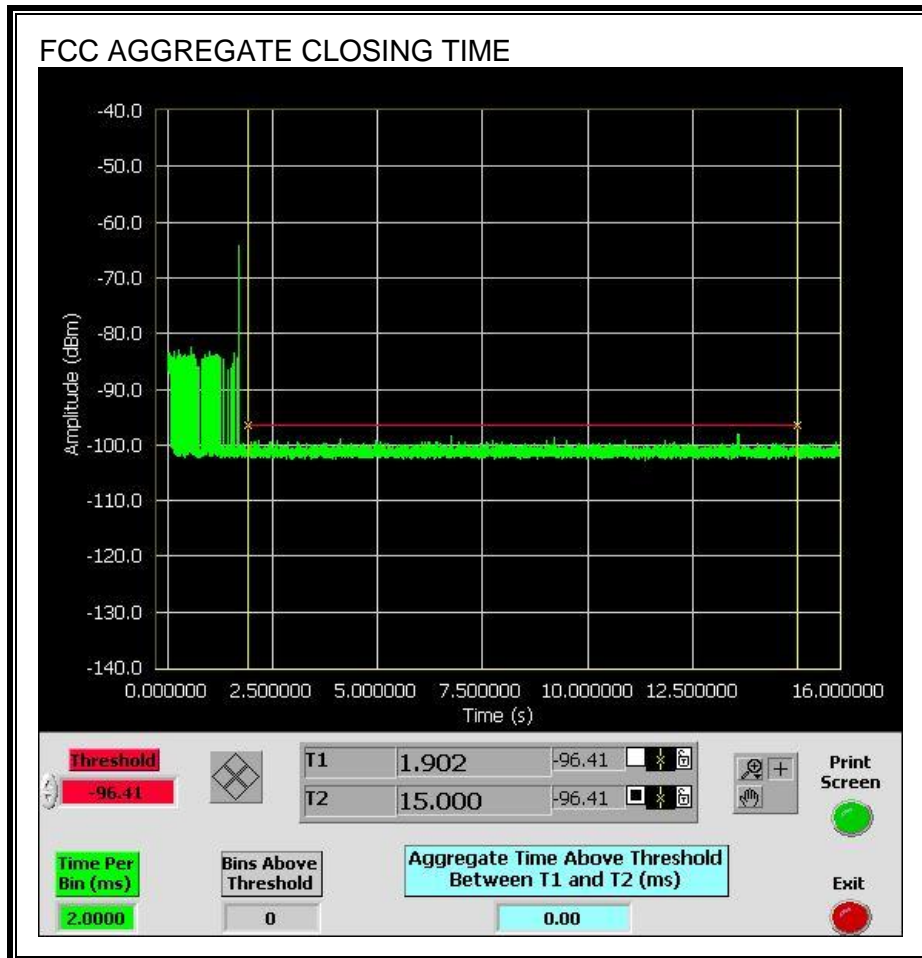 FCC AGGREGATE CLOSING TIME
-40.0
-50.0
-60.0
-70.0
-80.0
-90.0
-100.0
-110.0
-120.0
-130.0
-140.0
Amplitude (dBm)
0.000000 2.500000 5.000000 7.500000 10.000000 12.500000 16.000000
Time (s)
Threshold
-96.41
T1 1.902 -96.41
T2 15.000 -96.41
Print Screen
Time Per Bin (ms)
2.0000
Bins Above Threshold
0
Aggregate Time Above Threshold
Between T1 and T2 (ms)
0.00
Exit